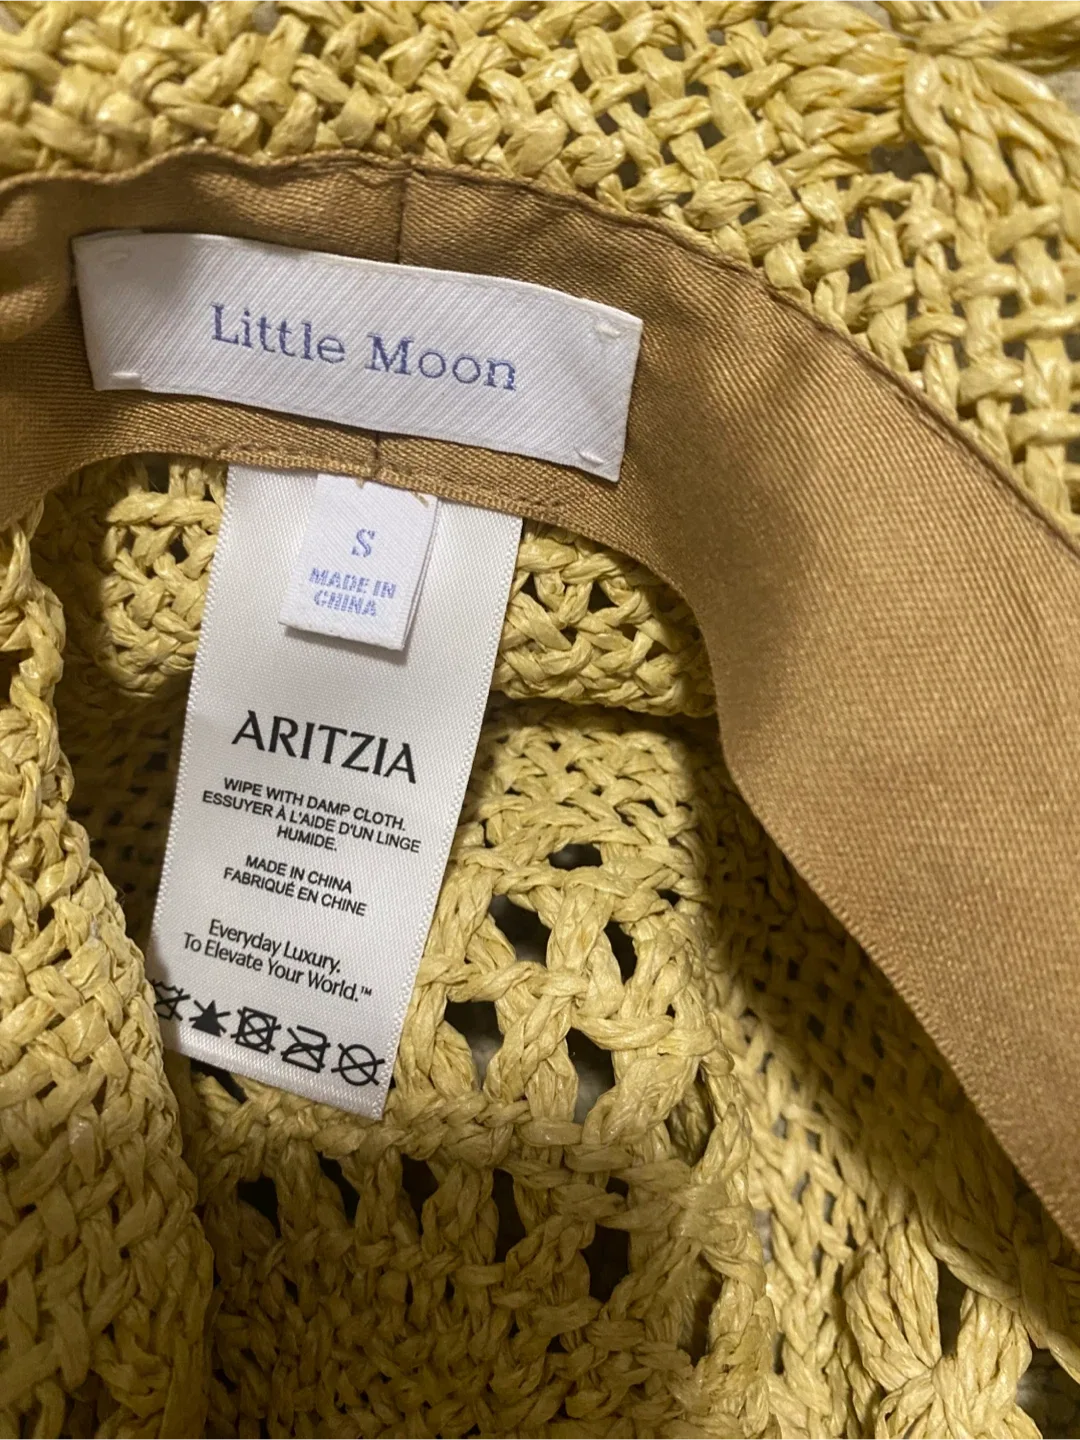 Little Moon
S
MADE IN
CHINA
ARITZIA
WIPE WITH DAMP CLOTH.
ESSUYER À L'AIDE D'UN LINGE
HUMIDE.
MADE IN CHINA
FABRIQUÉ EN CHINE
Everyday Luxury.
To Elevate Your World.™